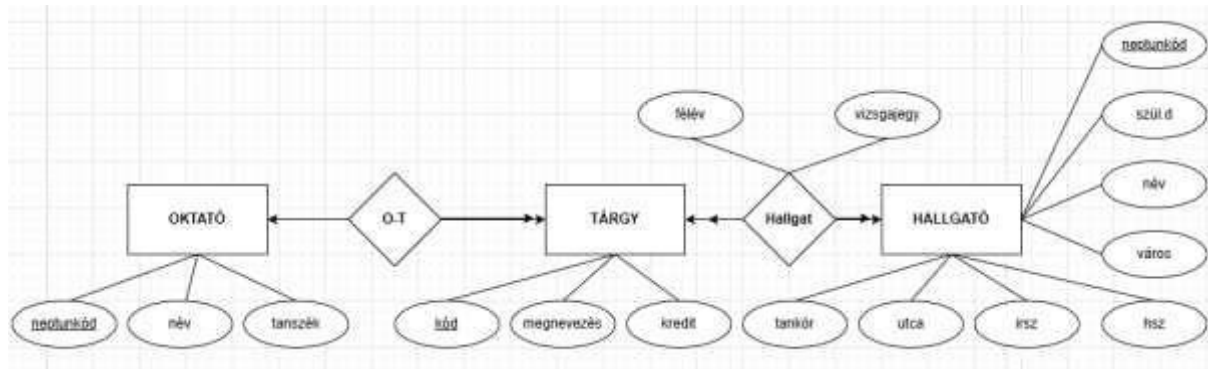 neptunkód
félév
vizsgajegy
szül.d
OKTATÓ
O-T
TÁRGY
Hallgat
HALLGATÓ
név
város
neptunkód
név
tanszék
kód
megnevezés
kredit
tankör
utca
irsz
hsz